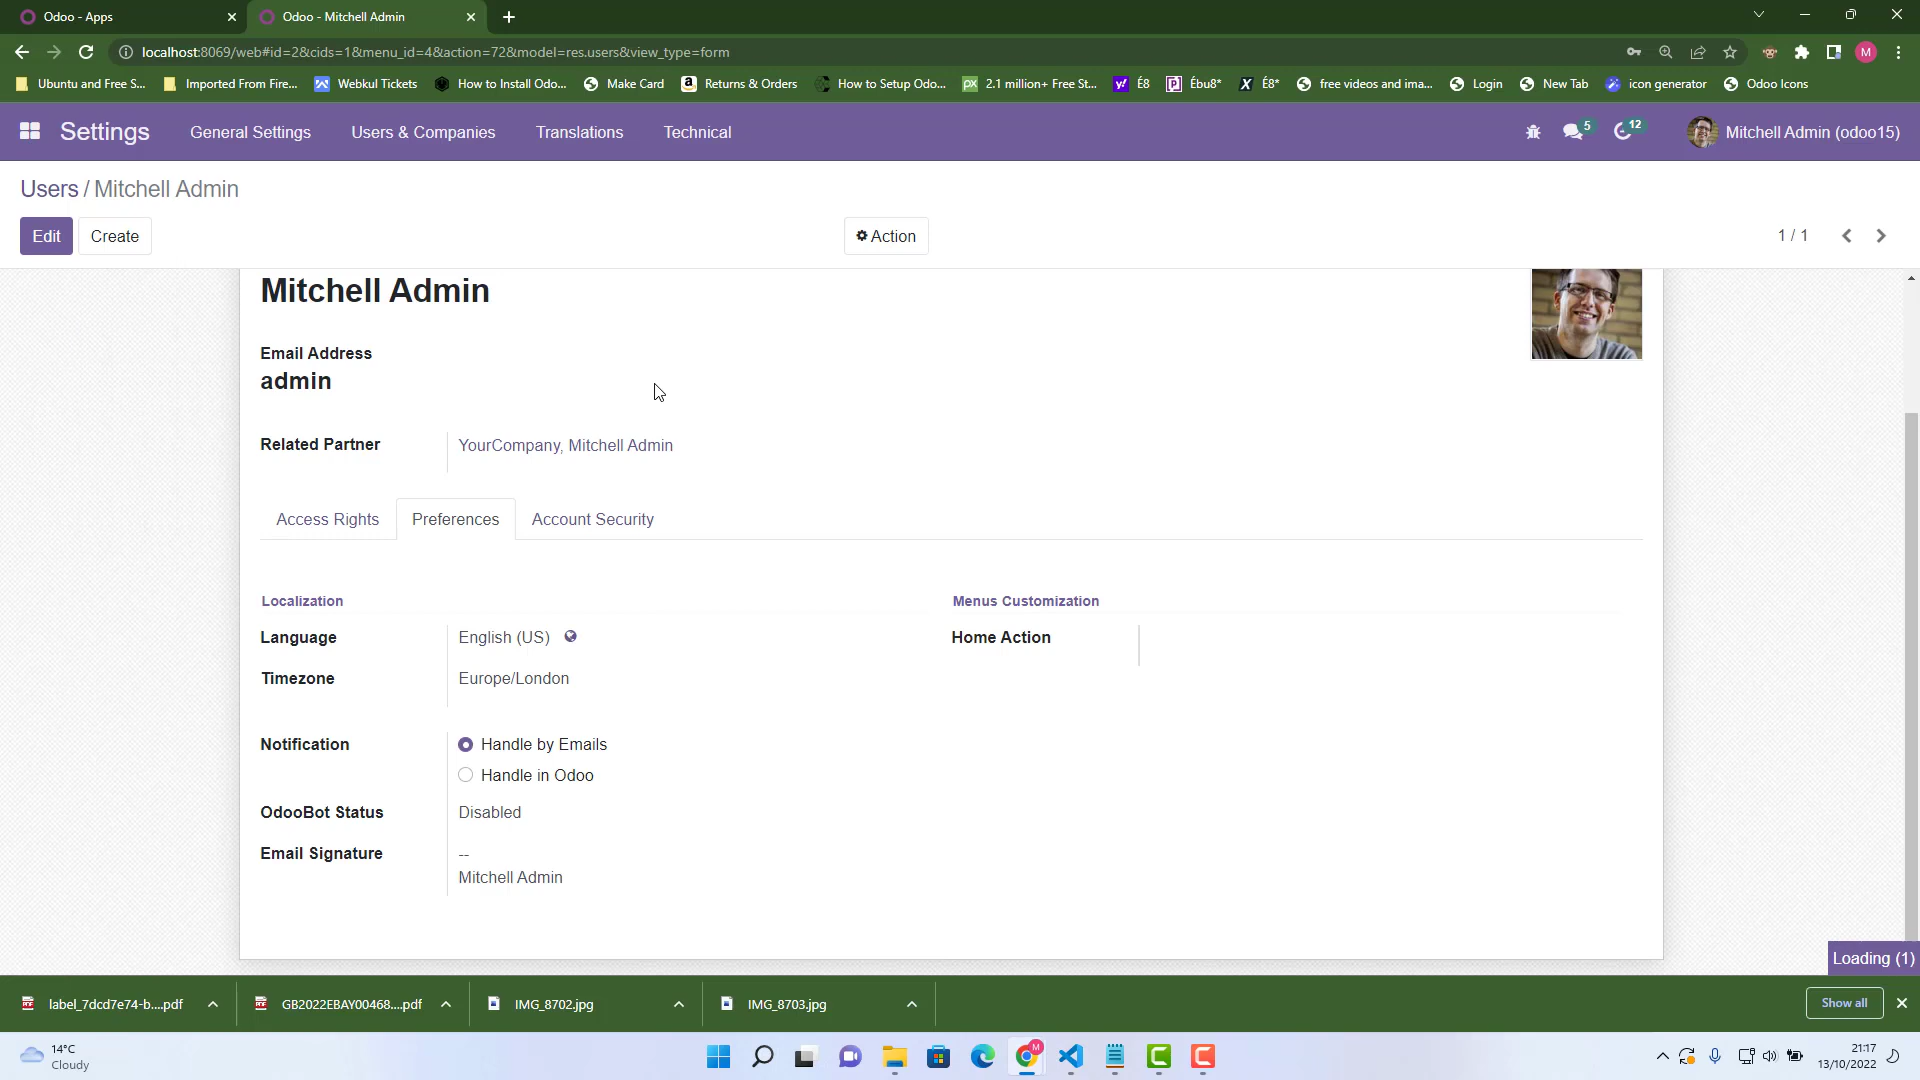 Odoo - Apps
Odoo - Mitchell Admin
localhost:8069/web#id=2&cids=1&menu_id=4&action=72&model=res.users&view_type=form
Ubuntu and Free S...
Imported From Fire...
Webkul Tickets
How to Install Odo...
Make Card
Returns & Orders
How to Setup Odo...
2.1 million+ Free St...
É8
Ébu8*
É8*
free videos and ima...
Login
New Tab
icon generator
Odoo Icons
Settings
General Settings
Users & Companies
Translations
Technical
5
12
Mitchell Admin (odoo15)
Users / Mitchell Admin
Edit
Create
Action
1 / 1
Mitchell Admin
Email Address
admin
Related Partner
YourCompany, Mitchell Admin
Access Rights
Preferences
Account Security
Localization
Menus Customization
Language
English (US)
Home Action
Timezone
Europe/London
Notification
Handle by Emails
Handle in Odoo
OdooBot Status
Disabled
Email Signature
--
Mitchell Admin
Loading (1)
label_7dcd7e74-b....pdf
GB2022EBAY00468....pdf
IMG_8702.jpg
IMG_8703.jpg
Show all
14°C
Cloudy
21:17
13/10/2022